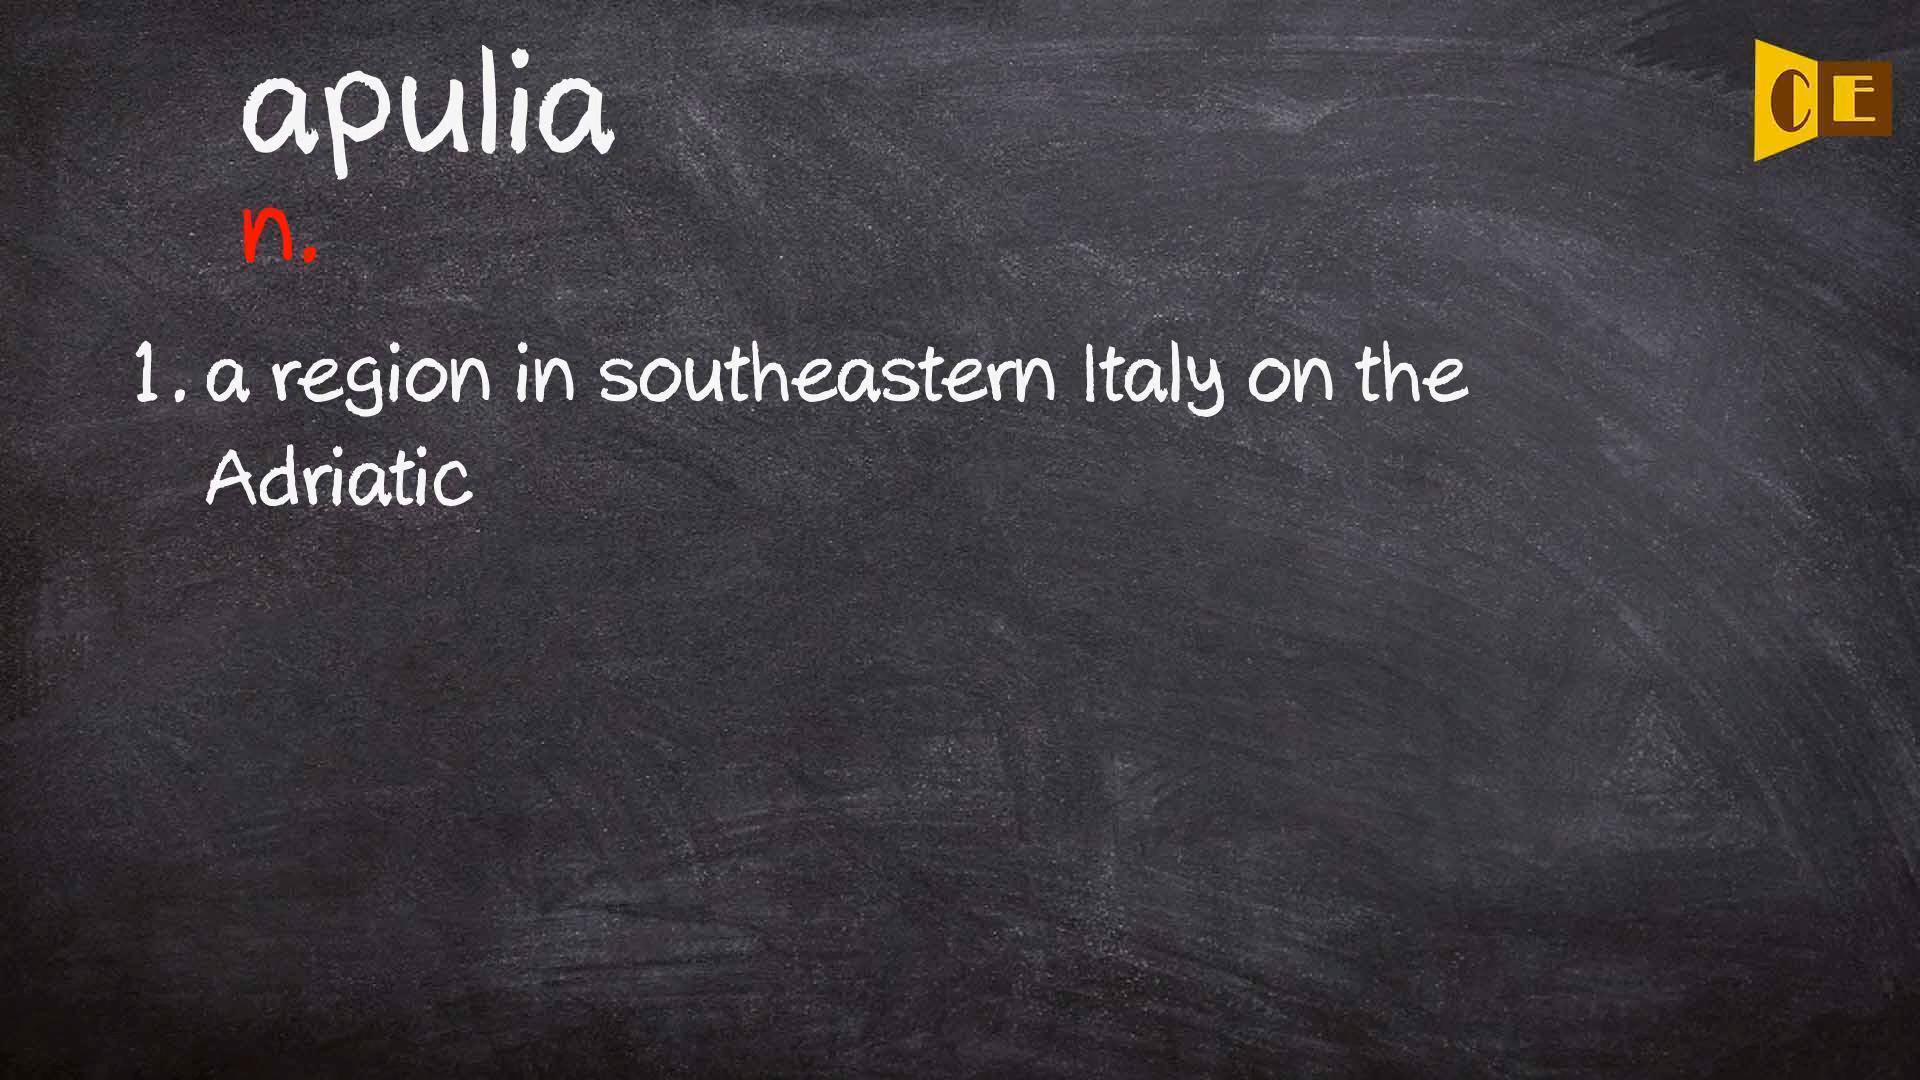 apulia
CE
n.
1. a region in southeastern Italy on the
Adriatic